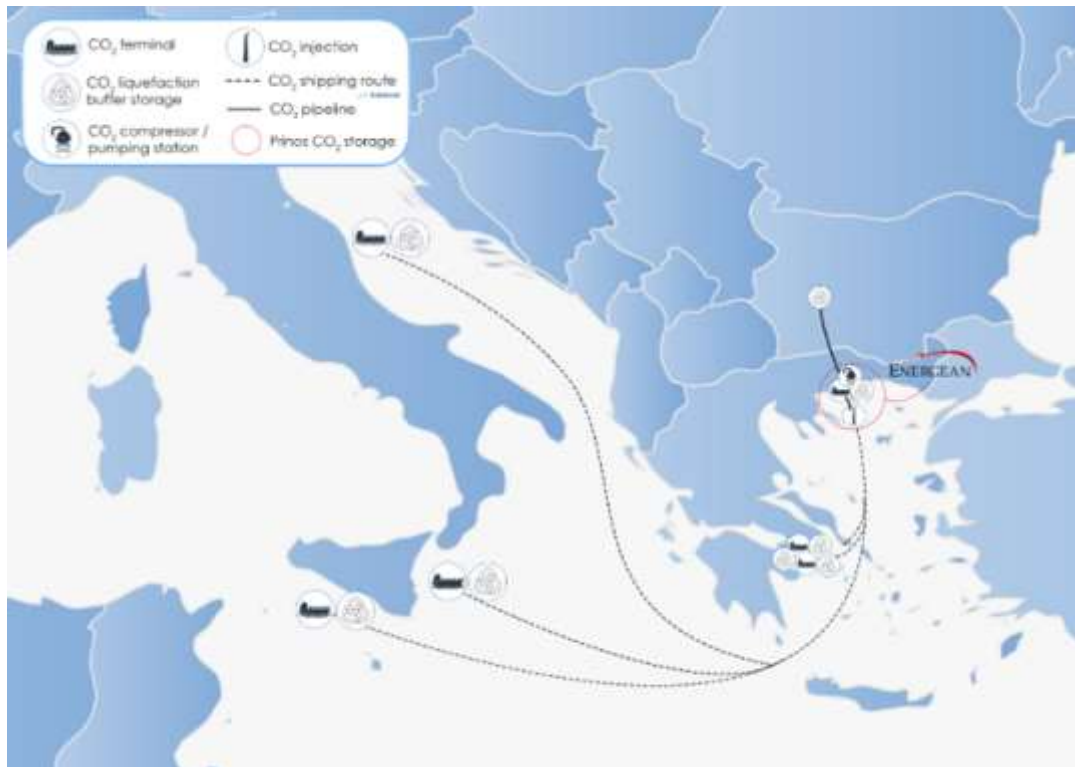 CO₂ terminal
CO₂ liquefaction
buffer storage
CO₂ compressor /
pumping station
CO₂ injection
CO₂ shipping route
CO₂ pipeline
Prinos CO₂ storage
ENERGEAN